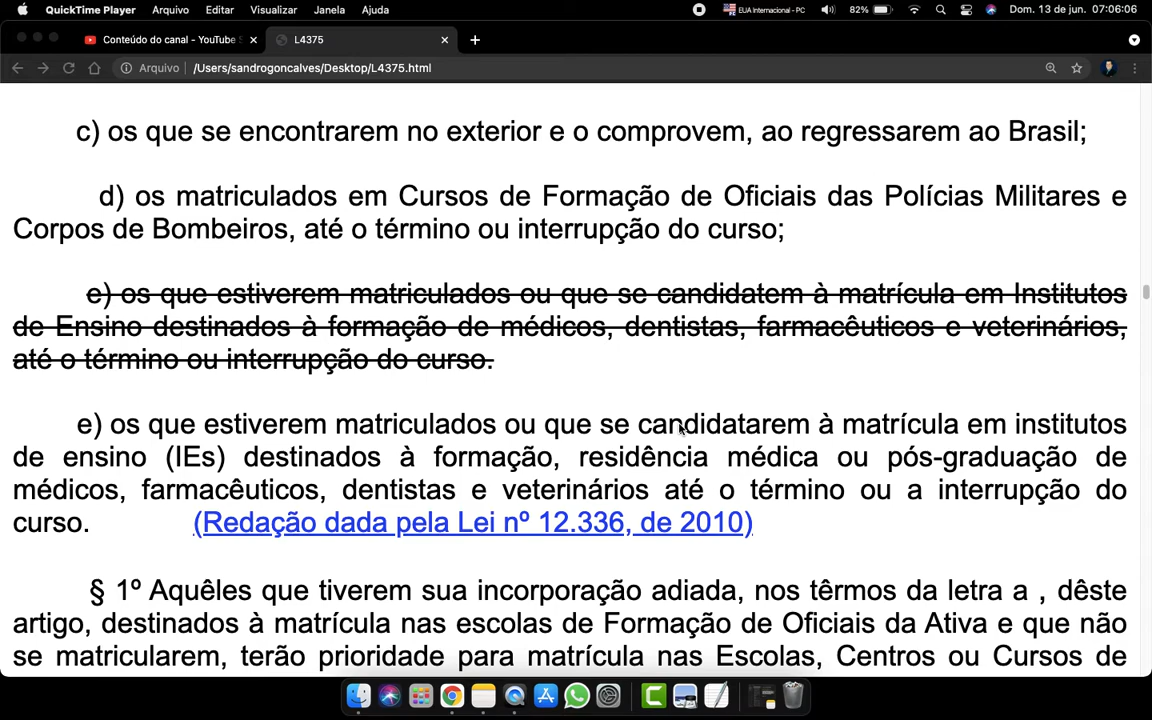 QuickTime Player Arquivo Editar Visualizar Janela Ajuda EUA Internacional - PC 82% Dom. 13 de jun. 07:06:06
Conteúdo do canal - YouTube L4375
Arquivo /Users/sandrogoncalves/Desktop/L4375.html
c) os que se encontrarem no exterior e o comprovem, ao regressarem ao Brasil;
d) os matriculados em Cursos de Formação de Oficiais das Polícias Militares e
Corpos de Bombeiros, até o término ou interrupção do curso;
e) os que estiverem matriculados ou que se candidatem à matrícula em Institutos
de Ensino destinados à formação de médicos, dentistas, farmacêuticos e veterinários,
até o término ou interrupção do curso.
e) os que estiverem matriculados ou que se candidatarem à matrícula em institutos
de ensino (IEs) destinados à formação, residência médica ou pós-graduação de
médicos, farmacêuticos, dentistas e veterinários até o término ou a interrupção do
curso. (Redação dada pela Lei nº 12.336, de 2010)
§ 1º Aquêles que tiverem sua incorporação adiada, nos têrmos da letra a , dêste
artigo, destinados à matrícula nas escolas de Formação de Oficiais da Ativa e que não
se matricularem, terão prioridade para matrícula nas Escolas, Centros ou Cursos de